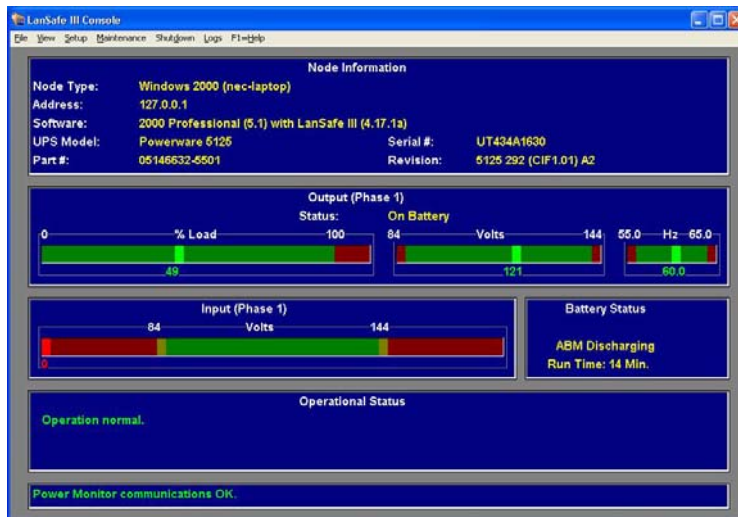 LanSafe III Console
File View Setup Maintenance Shutdown Logs F1=Help
Node Information
Node Type: Windows 2000 (nec-laptop)
Address: 127.0.0.1
Software: 2000 Professional (5.1) with LanSafe III (4.17.1a)
UPS Model: Powerware 5125 Serial #: UT434A1630
Part #: 05146632-5501 Revision: 5125 292 (CIF1.01) A2
Output (Phase 1)
Status: On Battery
0 % Load 100 84 Volts 144 55.0 Hz 65.0
49 121 60.0
Input (Phase 1) Battery Status
84 Volts 144
ABM Discharging
0 Run Time: 14 Min.
Operational Status
Operation normal.
Power Monitor communications OK.